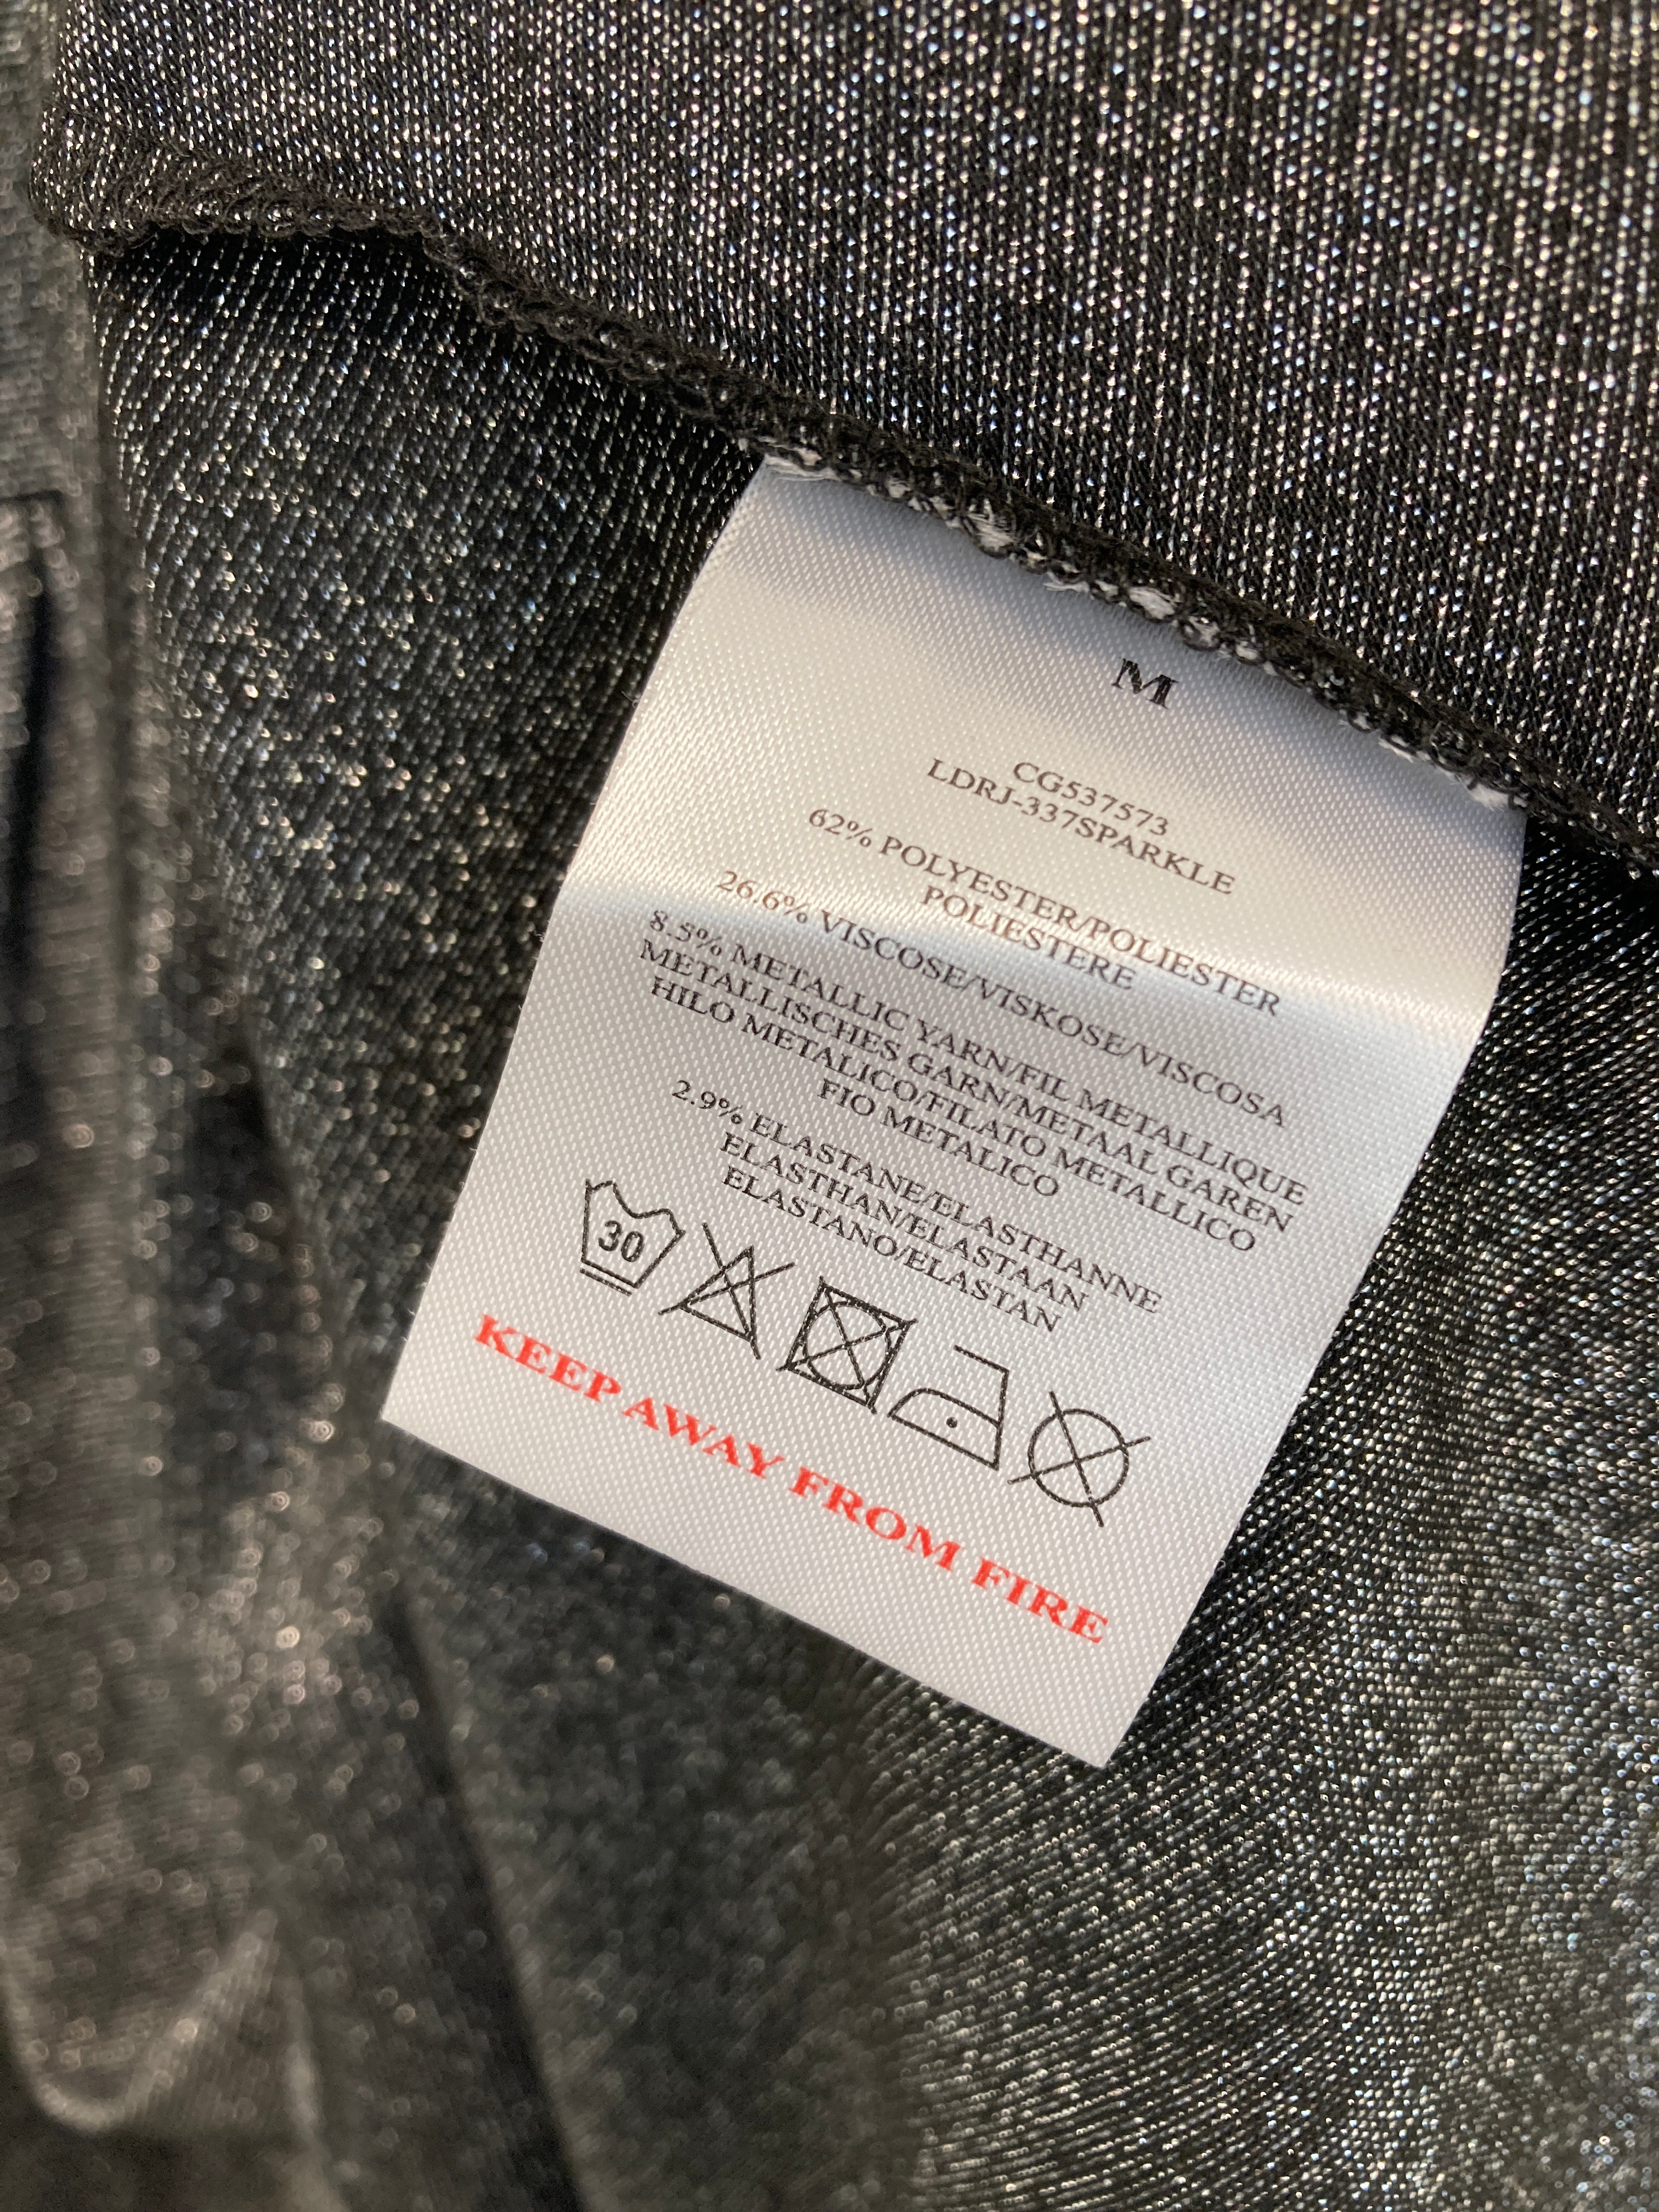 M
CG537573
LDRJ-337SPARKLE
62% POLYESTER/POLIESTER
POLIESTERE
26.6% VISCOSE/VISKOSE/VISCOSA
8.5% METALLIC YARN/FIL METALLIQUE
METALLISCHES GARN/METAAL GAREN
HILO METALICO/FILATO METALLICO
FIO METALICO
2.9% ELASTANE/ELASTHANNE
ELASTHAN/ELASTAAN
ELASTANO/ELASTAN
30
KEEP AWAY FROM FIRE